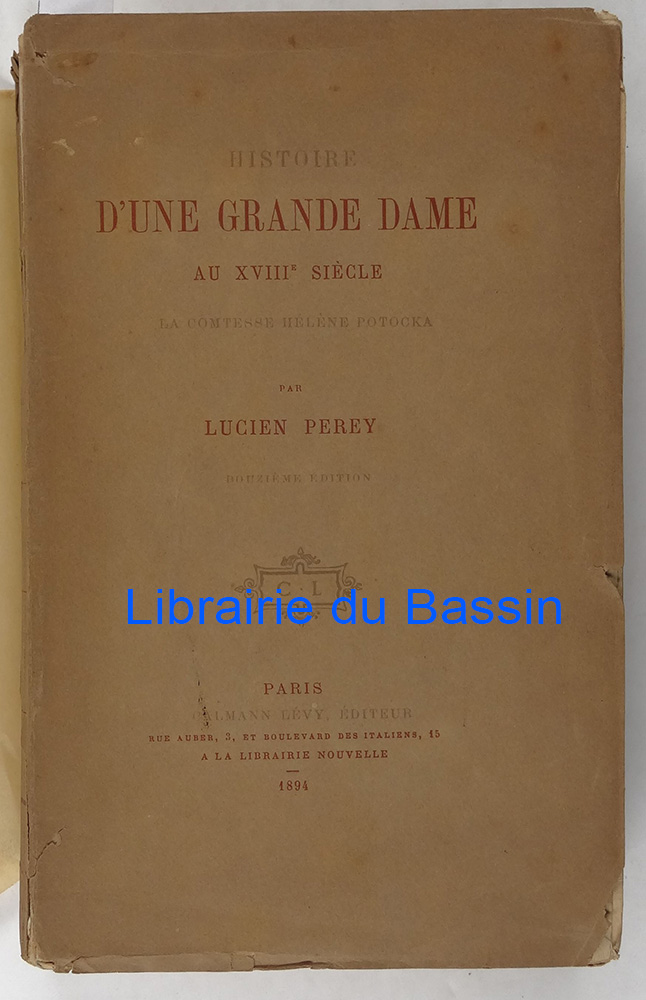 HISTOIRE
D'UNE GRANDE DAME
AU XVIIIE SIÈCLE
LA COMTESSE HÉLÈNE POTOCKA
PAR
LUCIEN PEREY
DOUZIÈME ÉDITION
C L
Librairie du Bassin
PARIS
CALMANN LÉVY, ÉDITEUR
RUE AUBER, 3, ET BOULEVARD DES ITALIENS, 15
A LA LIBRAIRIE NOUVELLE
1894